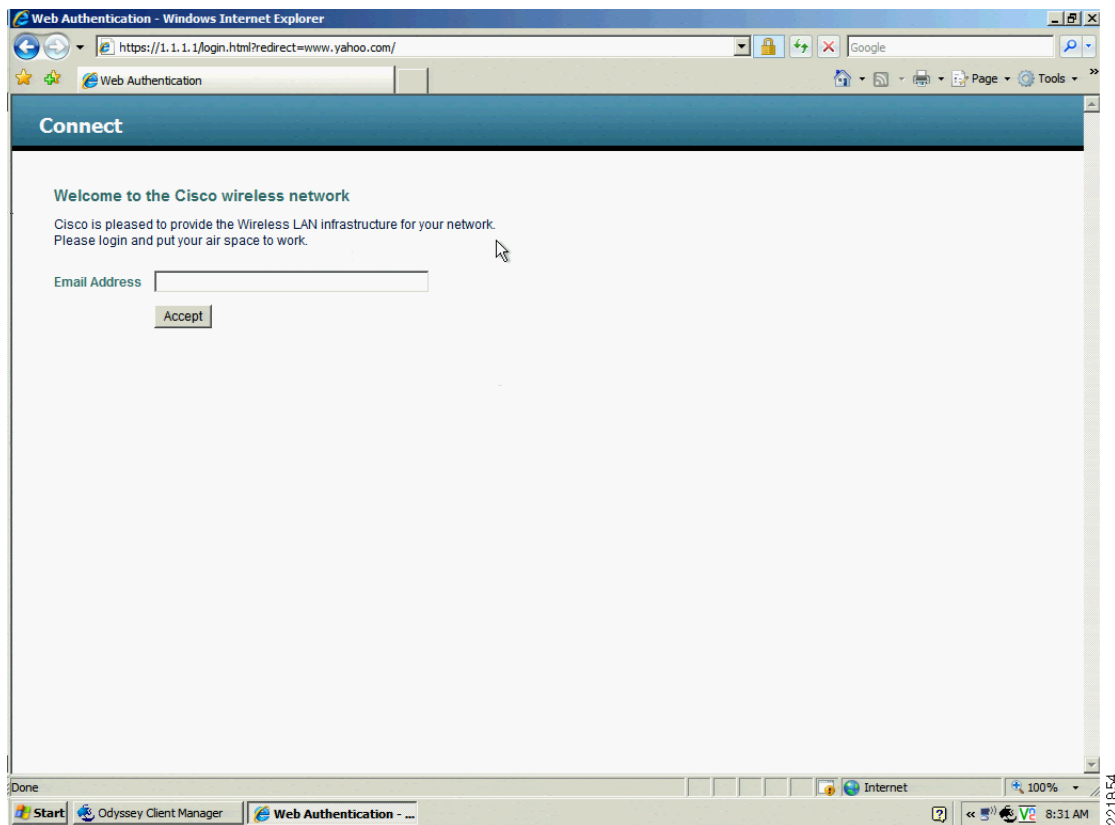 Web Authentication - Windows Internet Explorer
https://1.1.1.1/login.html?redirect=www.yahoo.com/
Google
Web Authentication
Page
Tools
Connect
Welcome to the Cisco wireless network
Cisco is pleased to provide the Wireless LAN infrastructure for your network.
Please login and put your air space to work.
Email Address
Accept
Done
Internet
100%
Start
Odyssey Client Manager
Web Authentication - ...
8:31 AM
221854